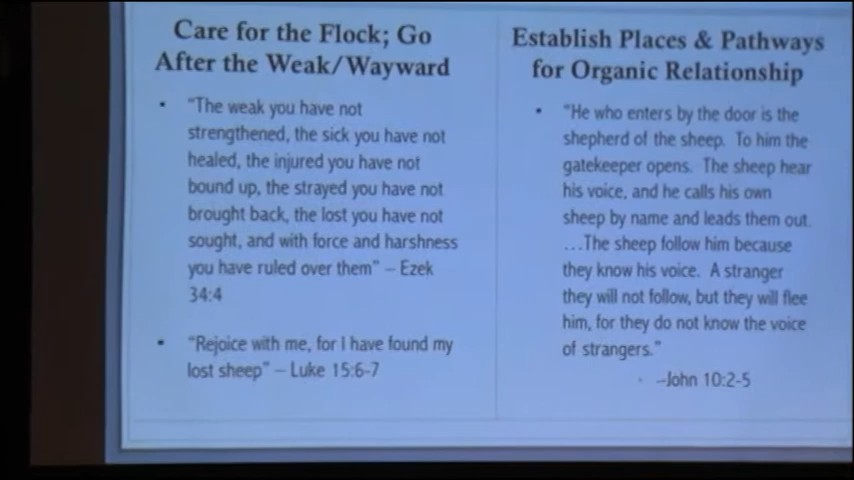 Care for the Flock; Go
After the Weak/Wayward
• "The weak you have not
strengthened, the sick you have not
healed, the injured you have not
bound up, the strayed you have not
brought back, the lost you have not
sought, and with force and harshness
you have ruled over them" – Ezek
34:4
• "Rejoice with me, for I have found my
lost sheep" – Luke 15:6-7
Establish Places & Pathways
for Organic Relationship
• "He who enters by the door is the
shepherd of the sheep. To him the
gatekeeper opens. The sheep hear
his voice, and he calls his own
sheep by name and leads them out.
…The sheep follow him because
they know his voice. A stranger
they will not follow, but they will flee
him, for they do not know the voice
of strangers."
• –John 10:2-5